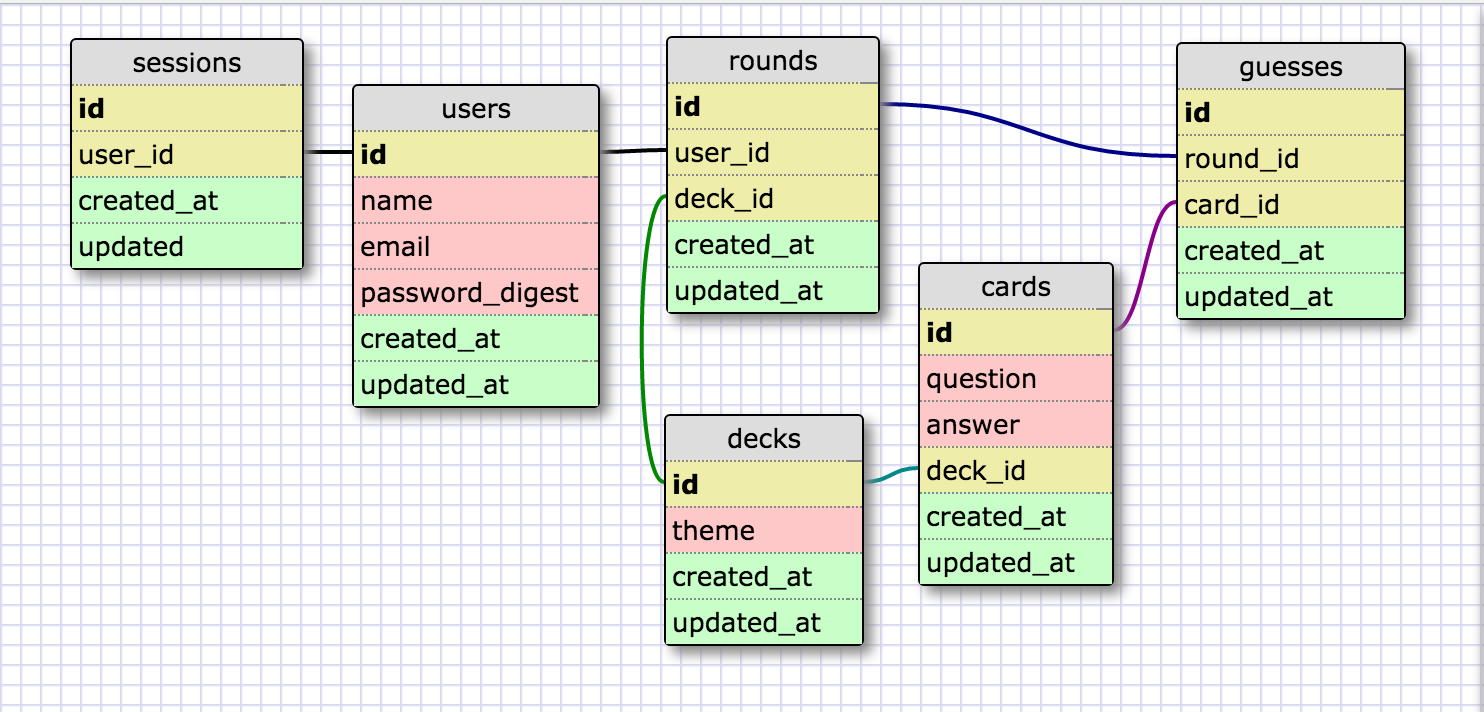 sessions
id
user_id
created_at
updated
users
id
name
email
password_digest
created_at
updated_at
rounds
id
user_id
deck_id
created_at
updated_at
decks
id
theme
created_at
updated_at
cards
id
question
answer
deck_id
created_at
updated_at
guesses
id
round_id
card_id
created_at
updated_at